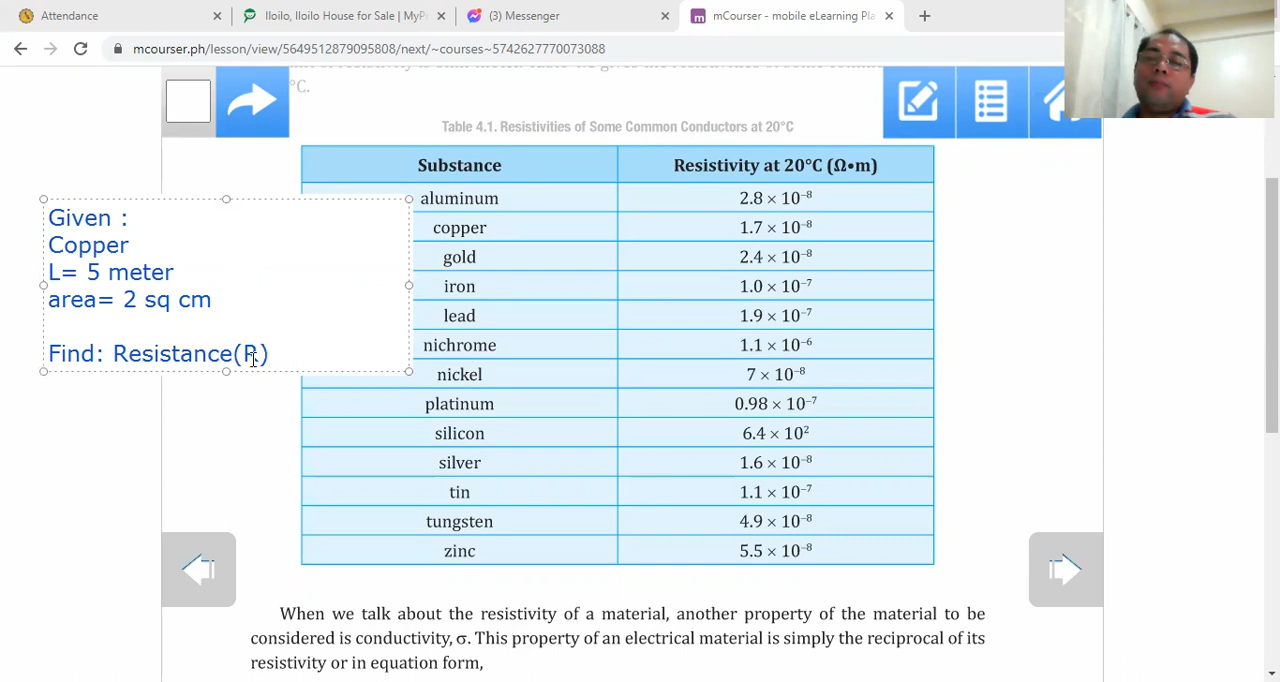 Attendance
Iloilo, Iloilo House for Sale | MyPr
(3) Messenger
mCourser - mobile eLearning Pla
mcourser.ph/lesson/view/5649512879095808/next/~courses~5742627770073088
°C.
Table 4.1. Resistivities of Some Common Conductors at 20°C
Substance Resistivity at 20°C (Ω•m)
aluminum 2.8 × 10⁻⁸
copper 1.7 × 10⁻⁸
gold 2.4 × 10⁻⁸
iron 1.0 × 10⁻⁷
lead 1.9 × 10⁻⁷
nichrome 1.1 × 10⁻⁶
nickel 7 × 10⁻⁸
platinum 0.98 × 10⁻⁷
silicon 6.4 × 10²
silver 1.6 × 10⁻⁸
tin 1.1 × 10⁻⁷
tungsten 4.9 × 10⁻⁸
zinc 5.5 × 10⁻⁸
Given :
Copper
L= 5 meter
area= 2 sq cm
Find: Resistance(R)
When we talk about the resistivity of a material, another property of the material to be
considered is conductivity, σ. This property of an electrical material is simply the reciprocal of its
resistivity or in equation form,